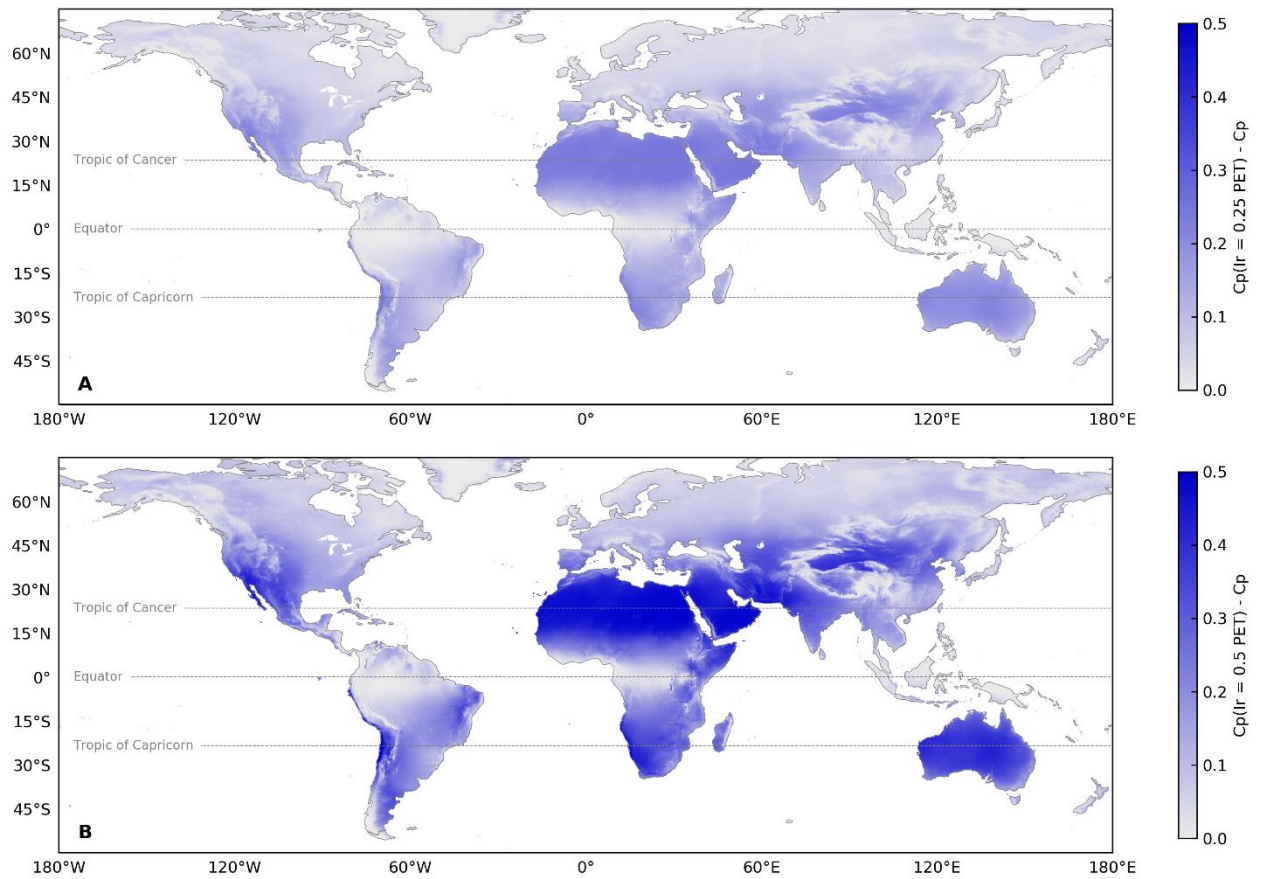 60°N
45°N
30°N
15°N
0°
15°S
30°S
45°S
Tropic of Cancer
Equator
Tropic of Capricorn
A
180°W
120°W
60°W
0°
60°E
120°E
180°E
0.5
0.4
0.3
0.2
0.1
0.0
Cp(Ir = 0.25 PET) - Cp
60°N
45°N
30°N
15°N
0°
15°S
30°S
45°S
Tropic of Cancer
Equator
Tropic of Capricorn
B
180°W
120°W
60°W
0°
60°E
120°E
180°E
0.5
0.4
0.3
0.2
0.1
0.0
Cp(Ir = 0.5 PET) - Cp